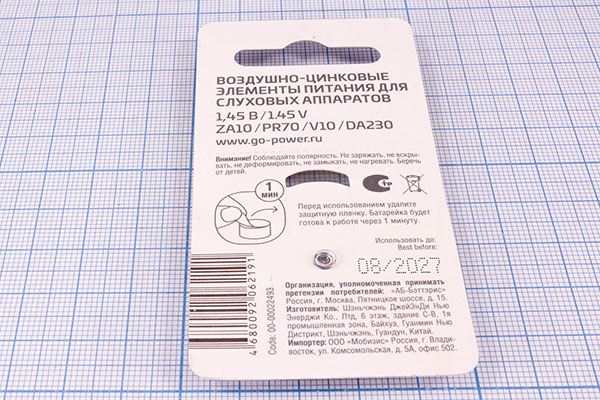 ВОЗДУШНО-ЦИНКОВЫЕ
ЭЛЕМЕНТЫ ПИТАНИЯ ДЛЯ
СЛУХОВЫХ АППАРАТОВ
1,45 В/1.45 V
ZA10/PR70/V10/DA230
www.go-power.ru
Внимание! Соблюдайте полярность. Не заряжать, не вскры-
вать, не деформировать, не замыкать, не нагревать. Беречь
от детей.
1
МИН
Перед использованием удалите
защитную пленку. Батарейка будет
готова к работе через 1 минуту.
Использовать до:
Best before:
08/2027
Организация, уполномоченная принимать
претензии потребителей: «АБ-Бэттэрис»
Россия, г. Москва, Пятницкое шоссе, д. 15.
Изготовитель: Шэньчжэнь ДжейЭнДи Нью
Энерджи Ко., Лтд, 6 этаж, здание C-B, 1я
промышленная зона, Байхуа, Гуанмин Нью
Дистрикт, Шэньчжэнь, Гуандун, Китай.
Импортер: ООО «Мобизис» Россия, г. Влади-
восток, ул. Комсомольская, д. 5А, офис 502.
4680092062191
Code: 00-00022493